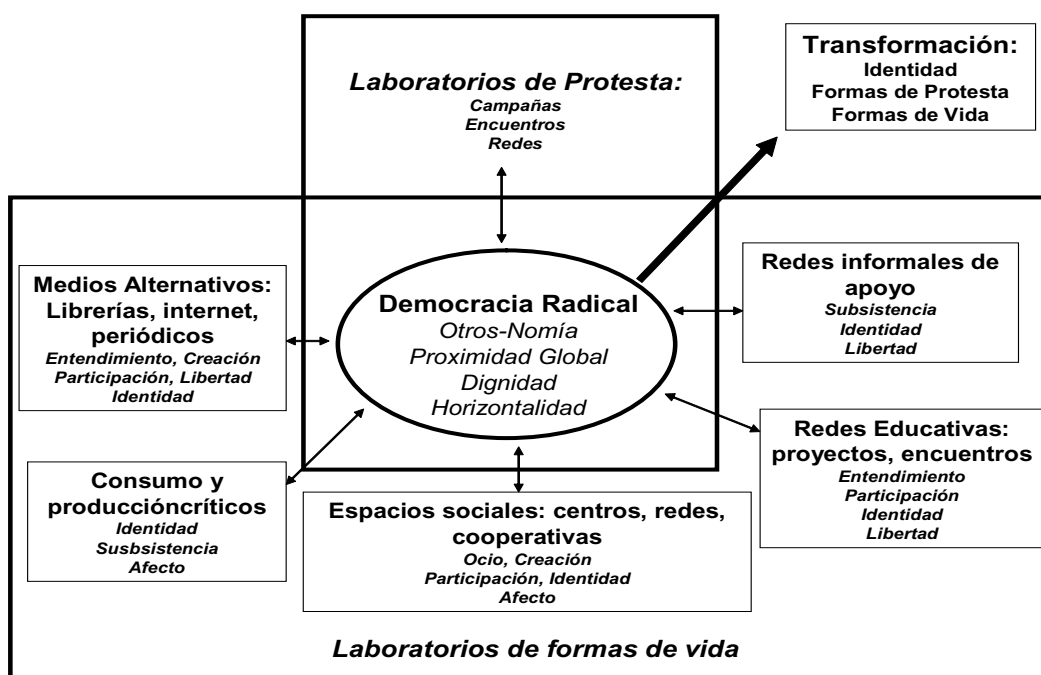 Laboratorios de Protesta:
Campañas
Encuentros
Redes
Transformación:
Identidad
Formas de Protesta
Formas de Vida
Medios Alternativos:
Librerías, internet,
periódicos
Entendimiento, Creación
Participación, Libertad
Identidad
Democracia Radical
Otros-Nomía
Proximidad Global
Dignidad
Horizontalidad
Redes informales de
apoyo
Subsistencia
Identidad
Libertad
Consumo y
produccióncríticos
Identidad
Susbsistencia
Afecto
Espacios sociales: centros, redes,
cooperativas
Ocio, Creación
Participación, Identidad
Afecto
Redes Educativas:
proyectos, encuentros
Entendimiento
Participación
Identidad
Libertad
Laboratorios de formas de vida